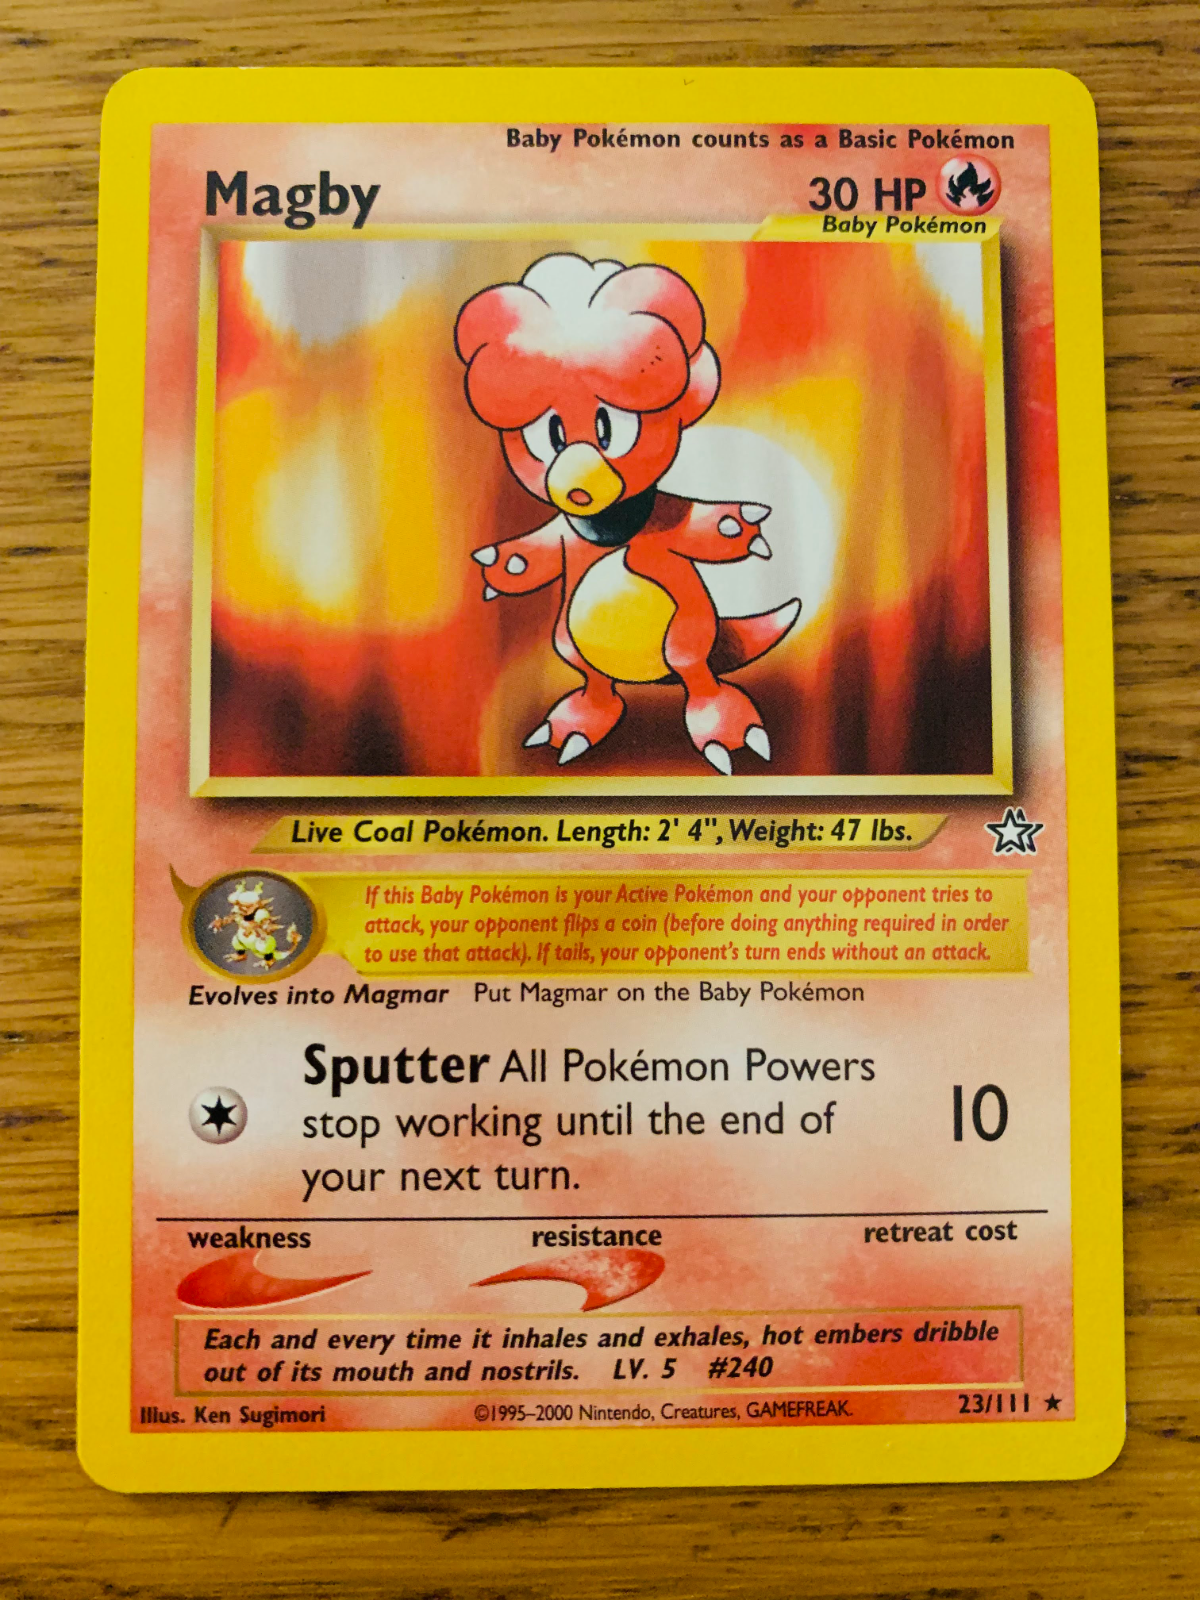 Baby Pokémon counts as a Basic Pokémon
Magby 30 HP
Baby Pokémon
Live Coal Pokémon. Length: 2' 4", Weight: 47 lbs.
If this Baby Pokémon is your Active Pokémon and your opponent tries to
attack, your opponent flips a coin (before doing anything required in order
to use that attack). If tails, your opponent's turn ends without an attack.
Evolves into Magmar Put Magmar on the Baby Pokémon
Sputter All Pokémon Powers
stop working until the end of
your next turn.
10
weakness resistance retreat cost
Each and every time it inhales and exhales, hot embers dribble
out of its mouth and nostrils. LV. 5 #240
Illus. Ken Sugimori ©1995–2000 Nintendo, Creatures, GAMEFREAK. 23/111 ★